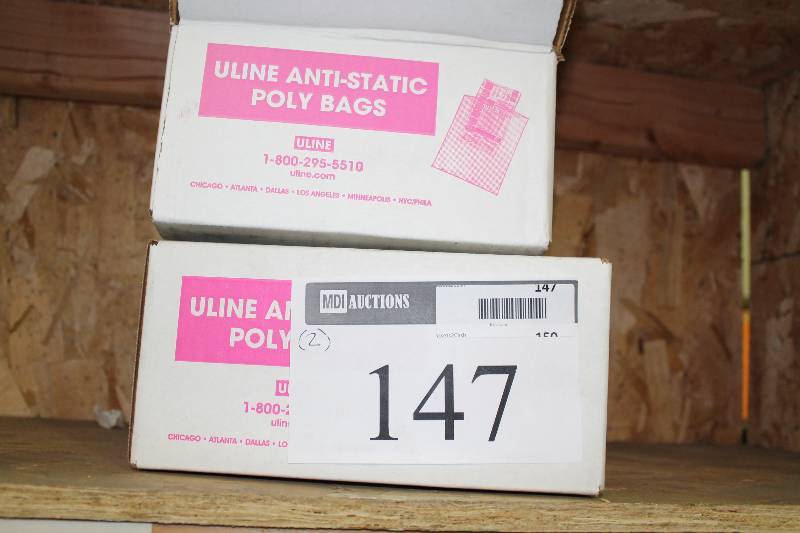 ULINE ANTI-STATIC
POLY BAGS
ULINE
1-800-295-5510
uline.com
CHICAGO • ATLANTA • DALLAS • LOS ANGELES • MINNEAPOLIS • NYC/PHILA
ULINE AN
POLY
MDI AUCTIONS
147
150
(2)
147
U
1-800-2
ulin
CHICAGO • ATLANTA • DALLAS • LO